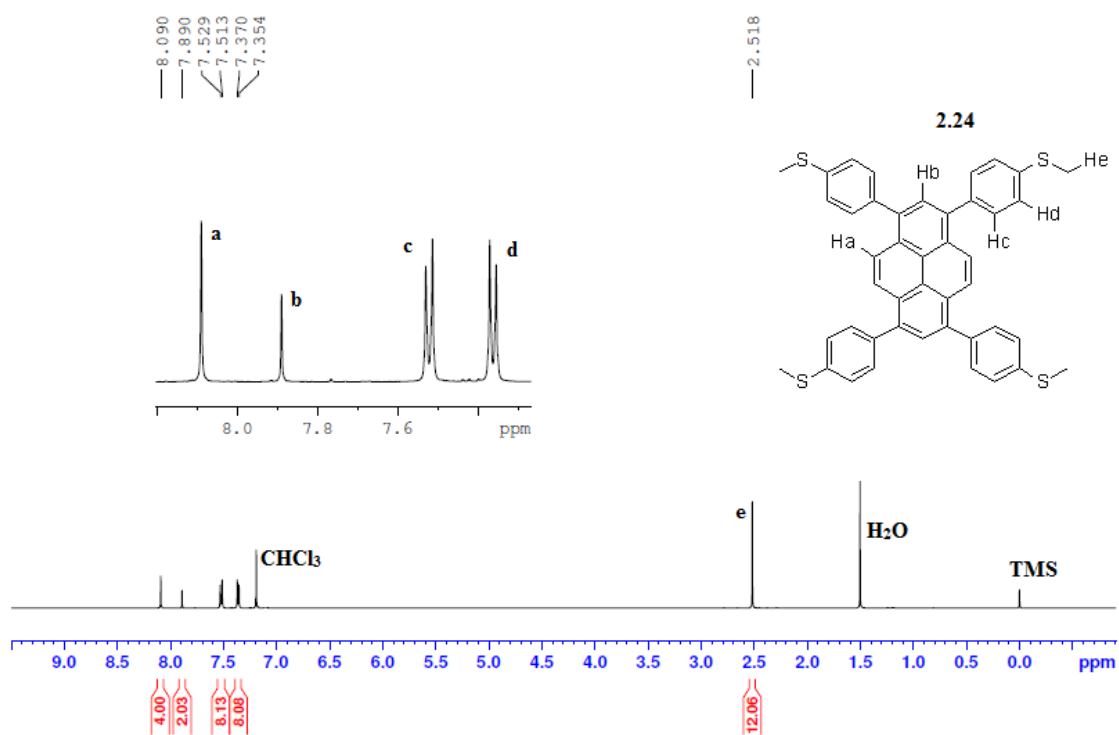 8.090
7.890
7.529
7.513
7.370
7.354
2.518
2.24
S
S
He
Hb
Hd
Hc
Ha
S
S
a
b
c
d
8.0 7.8 7.6 ppm
e
H₂O
CHCl₃
TMS
9.0 8.5 8.0 7.5 7.0 6.5 6.0 5.5 5.0 4.5 4.0 3.5 3.0 2.5 2.0 1.5 1.0 0.5 0.0 ppm
4.00
2.03
8.13
8.08
12.06